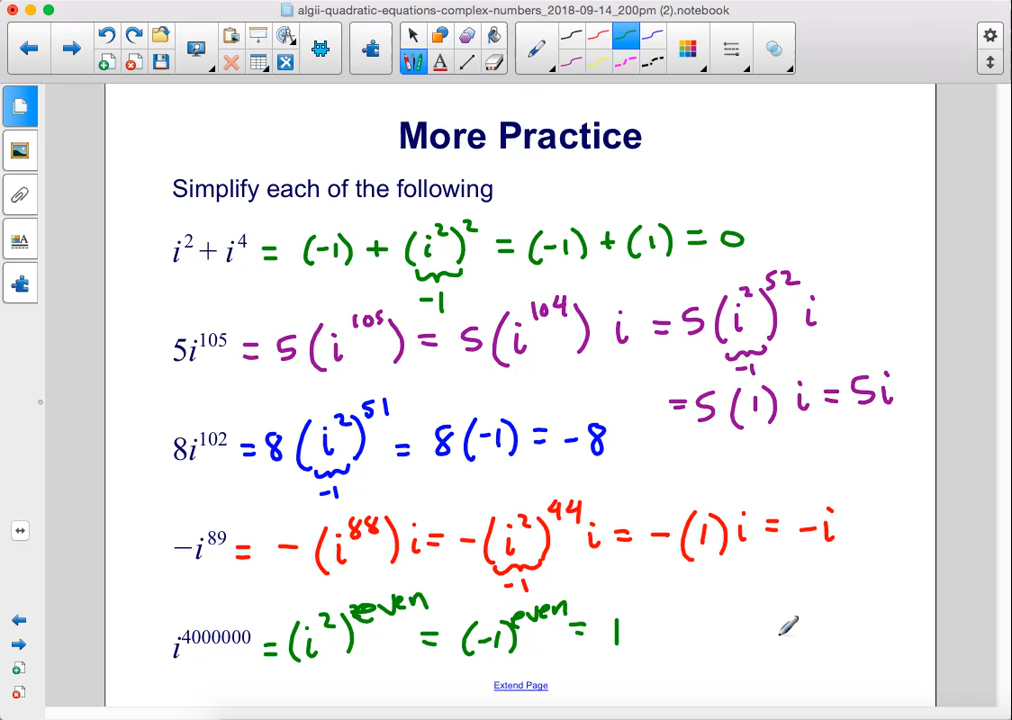 algii-quadratic-equations-complex-numbers_2018-09-14_200pm (2).notebook
More Practice
Simplify each of the following
i² + i⁴ = (-1) + (i²)² = (-1) + (1) = 0
-1
5i¹⁰⁵ = 5(i¹⁰⁵) = 5(i¹⁰⁴) i = 5(i²)⁵² i
-1
= 5(1) i = 5i
8i¹⁰² = 8(i²)⁵¹ = 8(-1) = -8
-1
−i⁸⁹ = -(i⁸⁸) i = -(i²)⁴⁴ i = -(1) i = -i
-1
i⁴⁰⁰⁰⁰⁰⁰ = (i²)ᵉᵛᵉⁿ = (-1)ᵉᵛᵉⁿ = 1
Extend Page